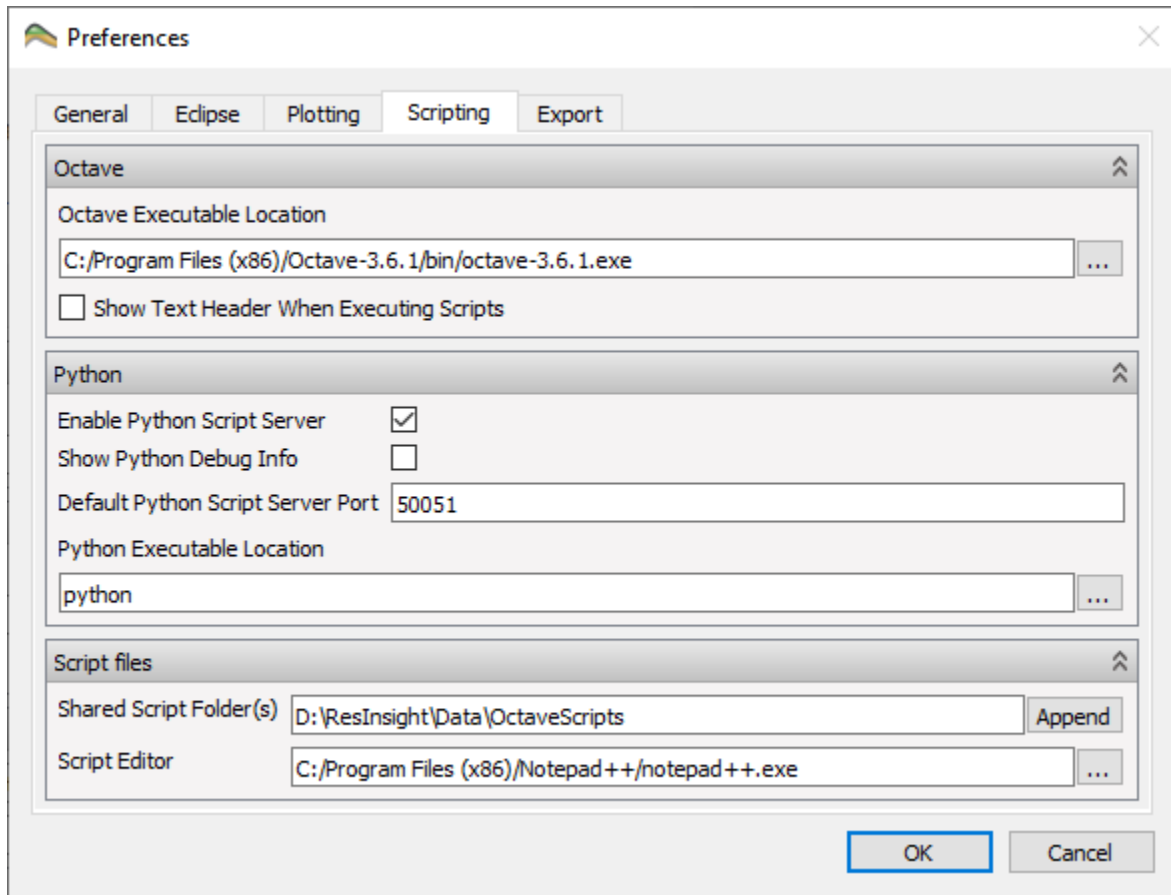 Preferences
General Eclipse Plotting Scripting Export
Octave
Octave Executable Location
C:/Program Files (x86)/Octave-3.6.1/bin/octave-3.6.1.exe ...
Show Text Header When Executing Scripts
Python
Enable Python Script Server
Show Python Debug Info
Default Python Script Server Port 50051
Python Executable Location
python ...
Script files
Shared Script Folder(s) D:\ResInsight\Data\OctaveScripts Append
Script Editor C:/Program Files (x86)/Notepad++/notepad++.exe ...
OK Cancel